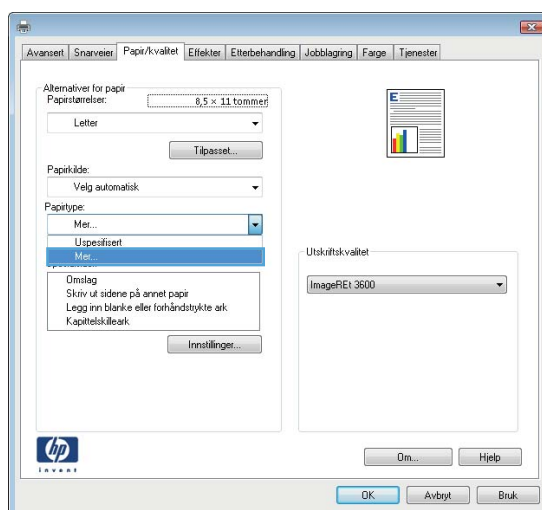 Avansert Snarveier Papir/kvalitet Effekter Etterbehandling Jobblagring Farge Tjenester
Alternativer for papir
Papirstørrelser: 8,5 × 11 tommer
Letter
Tilpasset...
Papirkilde:
Velg automatisk
Papirtype:
Mer...
Uspesifisert
Mer...
Omslag
Skriv ut sidene på annet papir
Legg inn blanke eller forhåndstrykte ark
Kapittelskilleark
Innstillinger...
E
Utskriftskvalitet
ImageREt 3600
hp
invent
Om... Hjelp
OK Avbryt Bruk